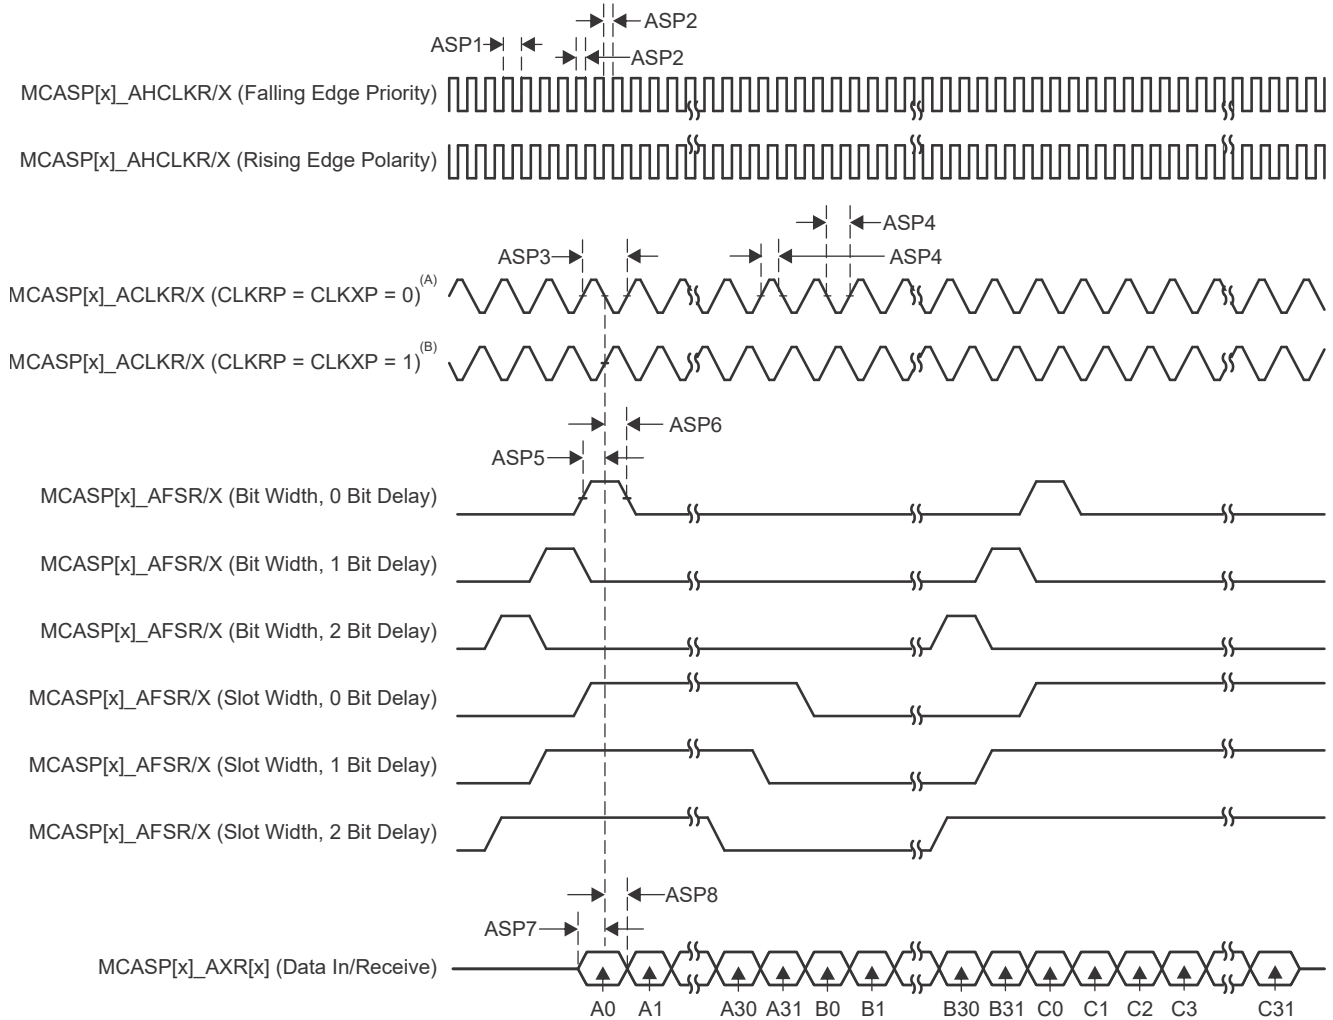 ASP2
ASP1
ASP2
MCASP[x]_AHCLKR/X (Falling Edge Priority)
MCASP[x]_AHCLKR/X (Rising Edge Polarity)
ASP4
ASP3
ASP4
MCASP[x]_ACLKR/X (CLKRP = CLKXP = 0)(A)
MCASP[x]_ACLKR/X (CLKRP = CLKXP = 1)(B)
ASP6
ASP5
MCASP[x]_AFSR/X (Bit Width, 0 Bit Delay)
MCASP[x]_AFSR/X (Bit Width, 1 Bit Delay)
MCASP[x]_AFSR/X (Bit Width, 2 Bit Delay)
MCASP[x]_AFSR/X (Slot Width, 0 Bit Delay)
MCASP[x]_AFSR/X (Slot Width, 1 Bit Delay)
MCASP[x]_AFSR/X (Slot Width, 2 Bit Delay)
ASP8
ASP7
MCASP[x]_AXR[x] (Data In/Receive)
A0 A1 A30 A31 B0 B1 B30 B31 C0 C1 C2 C3 C31